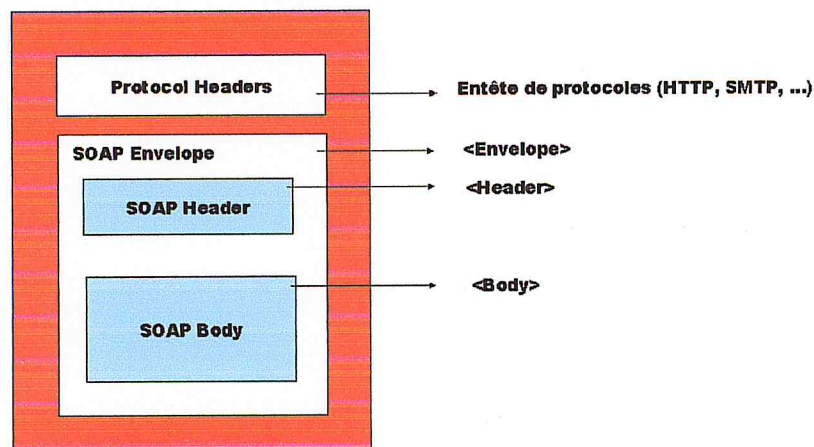 Protocol Headers
Entête de protocoles (HTTP, SMTP, ...)
SOAP Envelope
<Envelope>
SOAP Header
<Header>
SOAP Body
<Body>